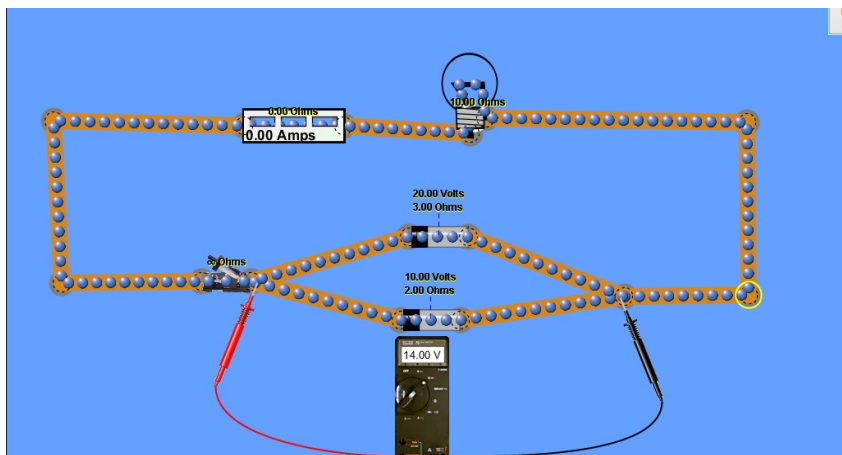 0.00 Ohms
0.00 Amps
10.00 Ohms
20.00 Volts
3.00 Ohms
∞ Ohms
10.00 Volts
2.00 Ohms
14.00 V